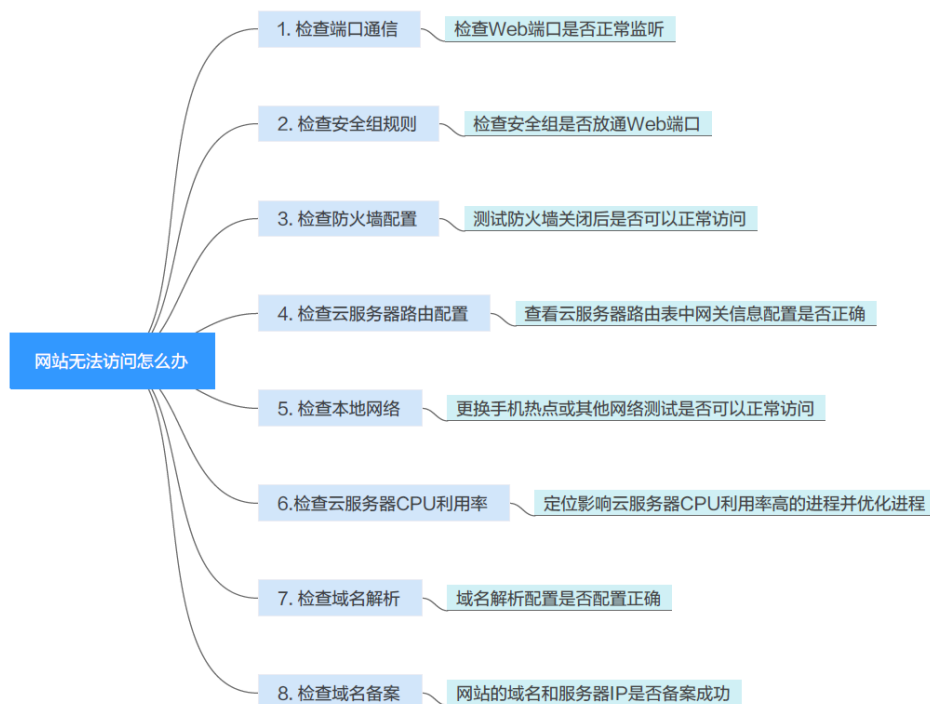 1. 检查端口通信
检查Web端口是否正常监听
2. 检查安全组规则
检查安全组是否放通Web端口
3. 检查防火墙配置
测试防火墙关闭后是否可以正常访问
4. 检查云服务器路由配置
查看云服务器路由表中网关信息配置是否正确
网站无法访问怎么办
5. 检查本地网络
更换手机热点或其他网络测试是否可以正常访问
6.检查云服务器CPU利用率
定位影响云服务器CPU利用率高的进程并优化进程
7. 检查域名解析
域名解析配置是否配置正确
8. 检查域名备案
网站的域名和服务器IP是否备案成功